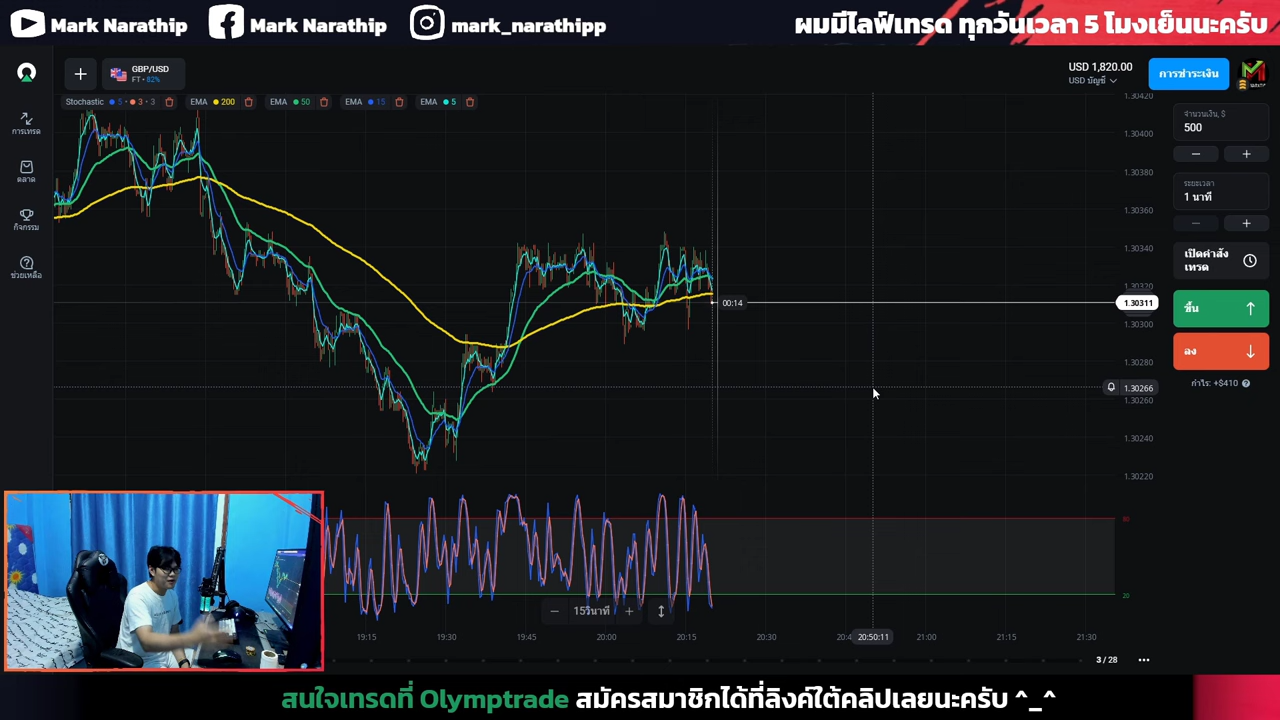 Mark Narathip
Mark Narathip
mark_narathipp
ผมมีไลฟ์เทรด ทุกวันเวลา 5 โมงเย็นนะครับ
GBP/USD
FT • 82%
USD 1,820.00
USD บัญชี
การชำระเงิน
Stochastic 5 • 3 • 3
EMA 200
EMA 50
EMA 15
EMA 5
การเทรด
ตลาด
กิจกรรม
ช่วยเหลือ
1.30420
1.30400
1.30380
1.30360
1.30340
1.30320
1.30311
1.30300
1.30280
1.30266
1.30260
1.30240
1.30220
00:14
จำนวนเงิน, $
500
ระยะเวลา
1 นาที
เปิดคำสั่ง
เทรด
ขึ้น
ลง
กำไร: +$410
80
20
15วินาที
19:15
19:30
19:45
20:00
20:15
20:30
20:4
20:50:11
21:00
21:15
21:30
3 / 28
สนใจเทรดที่ Olymptrade สมัครสมาชิกได้ที่ลิงค์ใต้คลิปเลยนะครับ ^_^